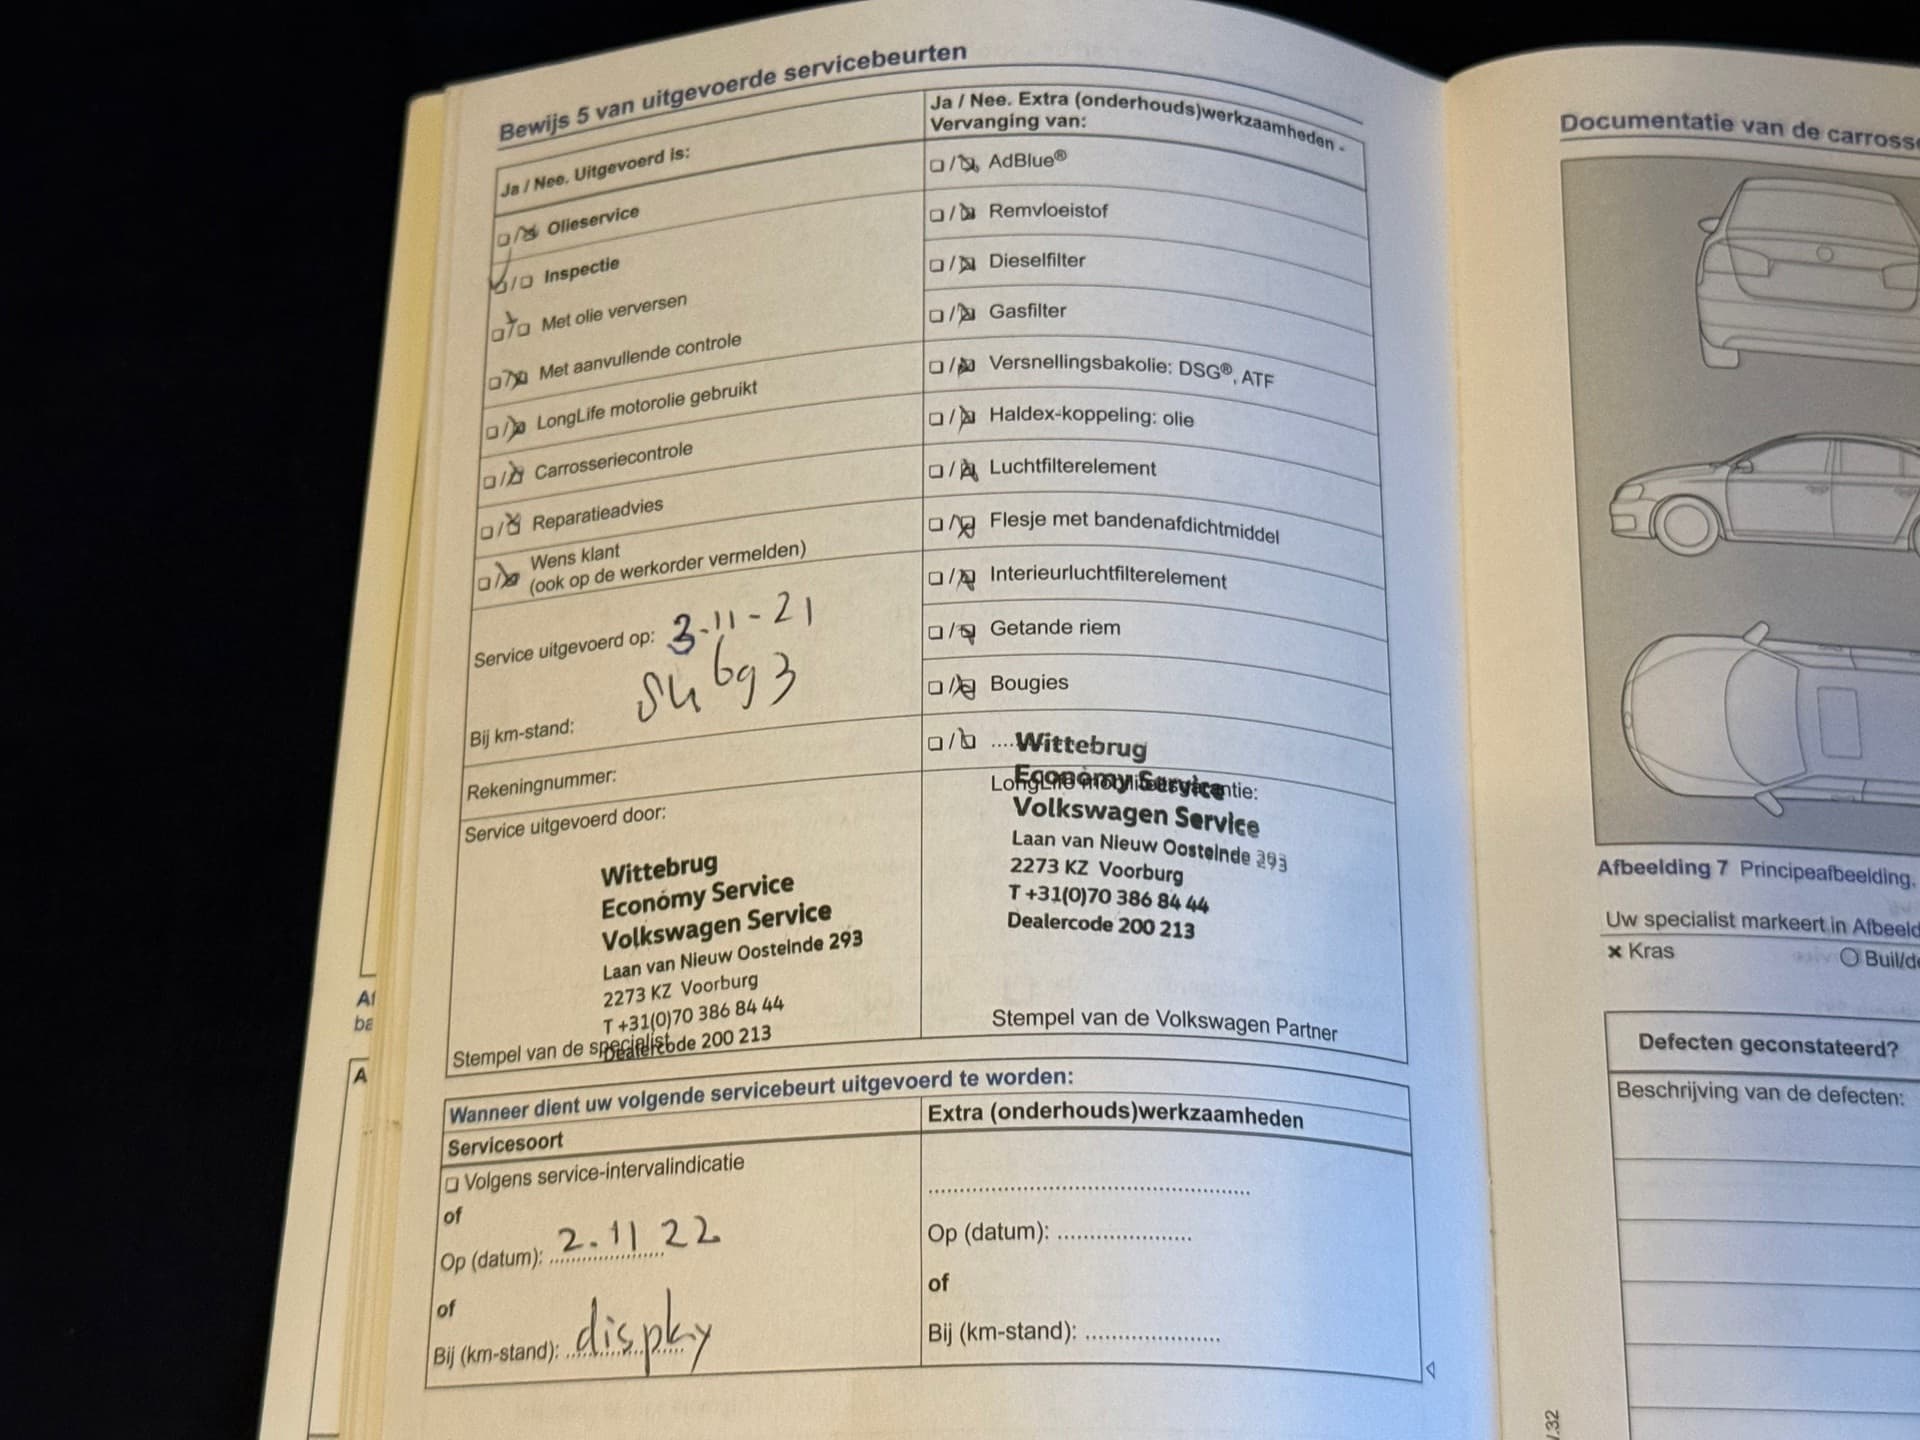 Bewijs 5 van uitgevoerde servicebeurten
Ja / Nee. Uitgevoerd is:
Olieservice
Inspectie
Met olie verversen
Met aanvullende controle
LongLife motorolie gebruikt
Carrosseriecontrole
Reparatieadvies
Wens klant
(ook op de werkorder vermelden)
Service uitgevoerd op: 3-11-21
Bij km-stand:
Rekeningnummer:
Service uitgevoerd door:
Wittebrug
Economy Service
Volkswagen Service
Laan van Nieuw Oosteinde 293
2273 KZ Voorburg
T +31(0)70 386 84 44
Dealercode 200 213
Stempel van de specialist
Ja / Nee. Extra (onderhouds)werkzaamheden -
Vervanging van:
AdBlue®
Remvloeistof
Dieselfilter
Gasfilter
Versnellingsbakolie: DSG®, ATF
Haldex-koppeling: olie
Luchtfilterelement
Flesje met bandenafdichtmiddel
Interieurluchtfilterelement
Getande riem
Bougies
....Wittebrug
Economy Service
LongLife mobiliteitsgarantie:
Volkswagen Service
Laan van Nieuw Oosteinde 293
2273 KZ Voorburg
T +31(0)70 386 84 44
Dealercode 200 213
Stempel van de Volkswagen Partner
Wanneer dient uw volgende servicebeurt uitgevoerd te worden:
Servicesoort
Volgens service-intervalindicatie
of
Op (datum): 2.11 22
of
Bij (km-stand): display
Extra (onderhouds)werkzaamheden
Op (datum):
of
Bij (km-stand):
Documentatie van de
Afbeelding 7 Principeafbeelding.
Uw specialist markeert in
× Kras
Defecten geconstateerd?
Beschrijving van de defecten:
A